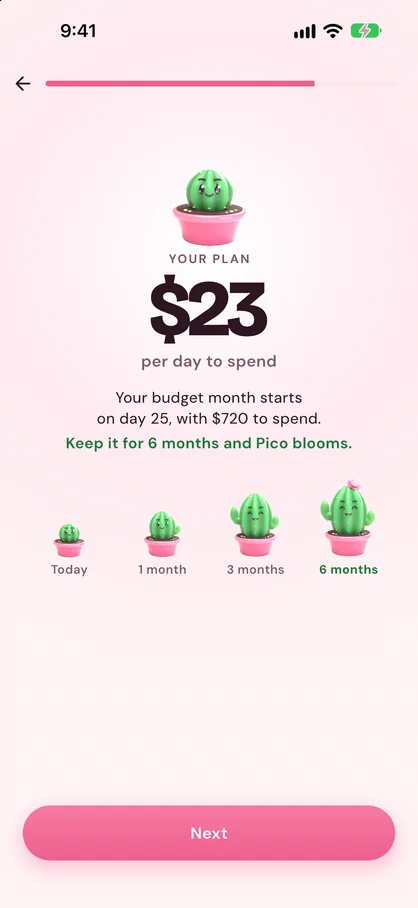 9:41
YOUR PLAN
$23
per day to spend
Your budget month starts
on day 25, with $720 to spend.
Keep it for 6 months and Pico blooms.
Today
1 month
3 months
6 months
Next